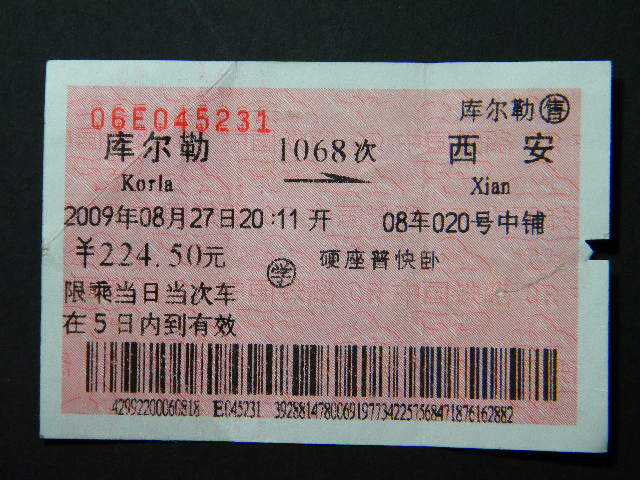 库尔勒售
06E045231
库尔勒 1068次 西安
Korla Xian
2009年08月27日20:11开 08车020号中铺
¥224.50元 学 硬座普快卧
限乘当日当次车
在5日内到有效
42992200060818 E045231 39288147800691977342257568471876162882